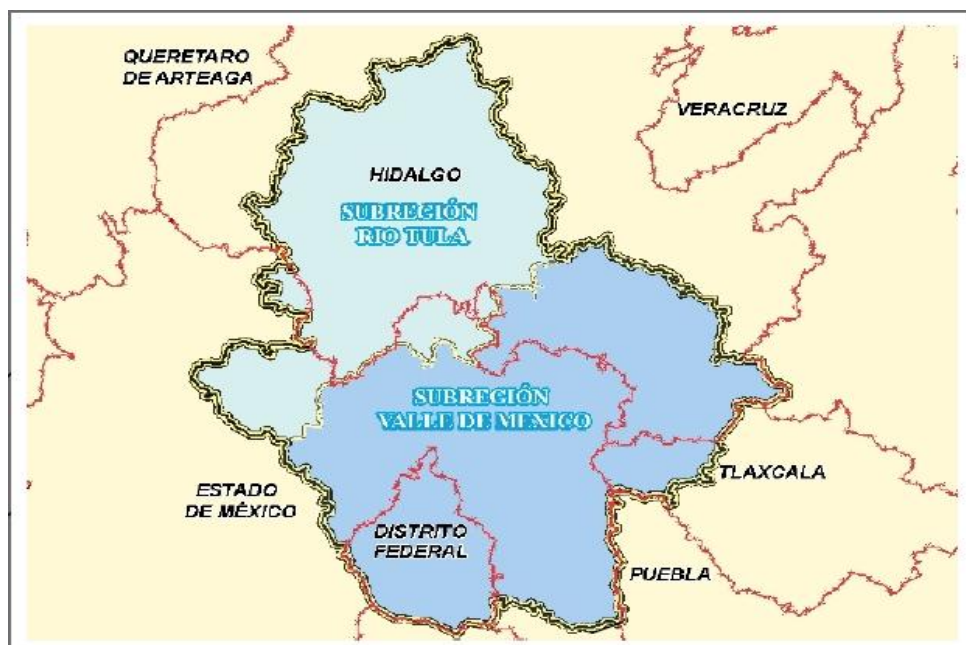 QUERETARO
DE ARTEAGA
VERACRUZ
HIDALGO
SUBREGIÓN
RIO TULA
SUBREGIÓN
VALLE DE MEXICO
TLAXCALA
ESTADO
DE MÉXICO
DISTRITO
FEDERAL
PUEBLA